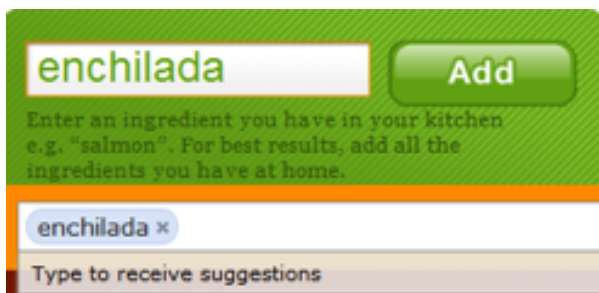 enchilada
Add
Enter an ingredient you have in your kitchen
e.g. “salmon”. For best results, add all the
ingredients you have at home.
enchilada ×
Type to receive suggestions